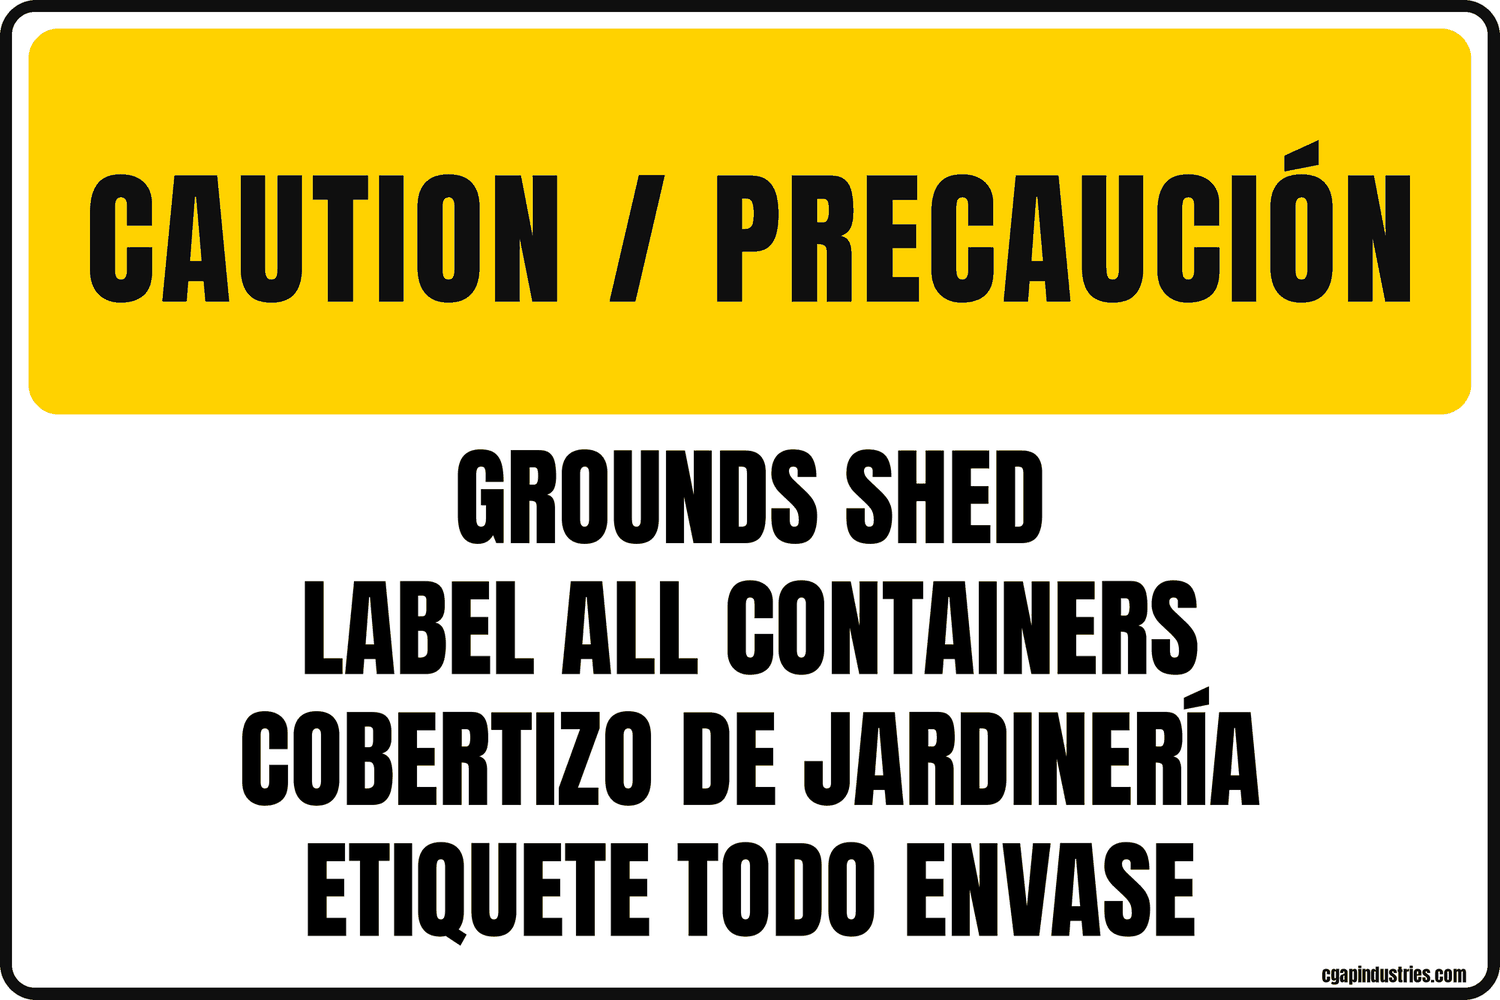 CAUTION / PRECAUCIÓN
GROUNDS SHED
LABEL ALL CONTAINERS
COBERTIZO DE JARDINERÍA
ETIQUETE TODO ENVASE
cgapindustries.com